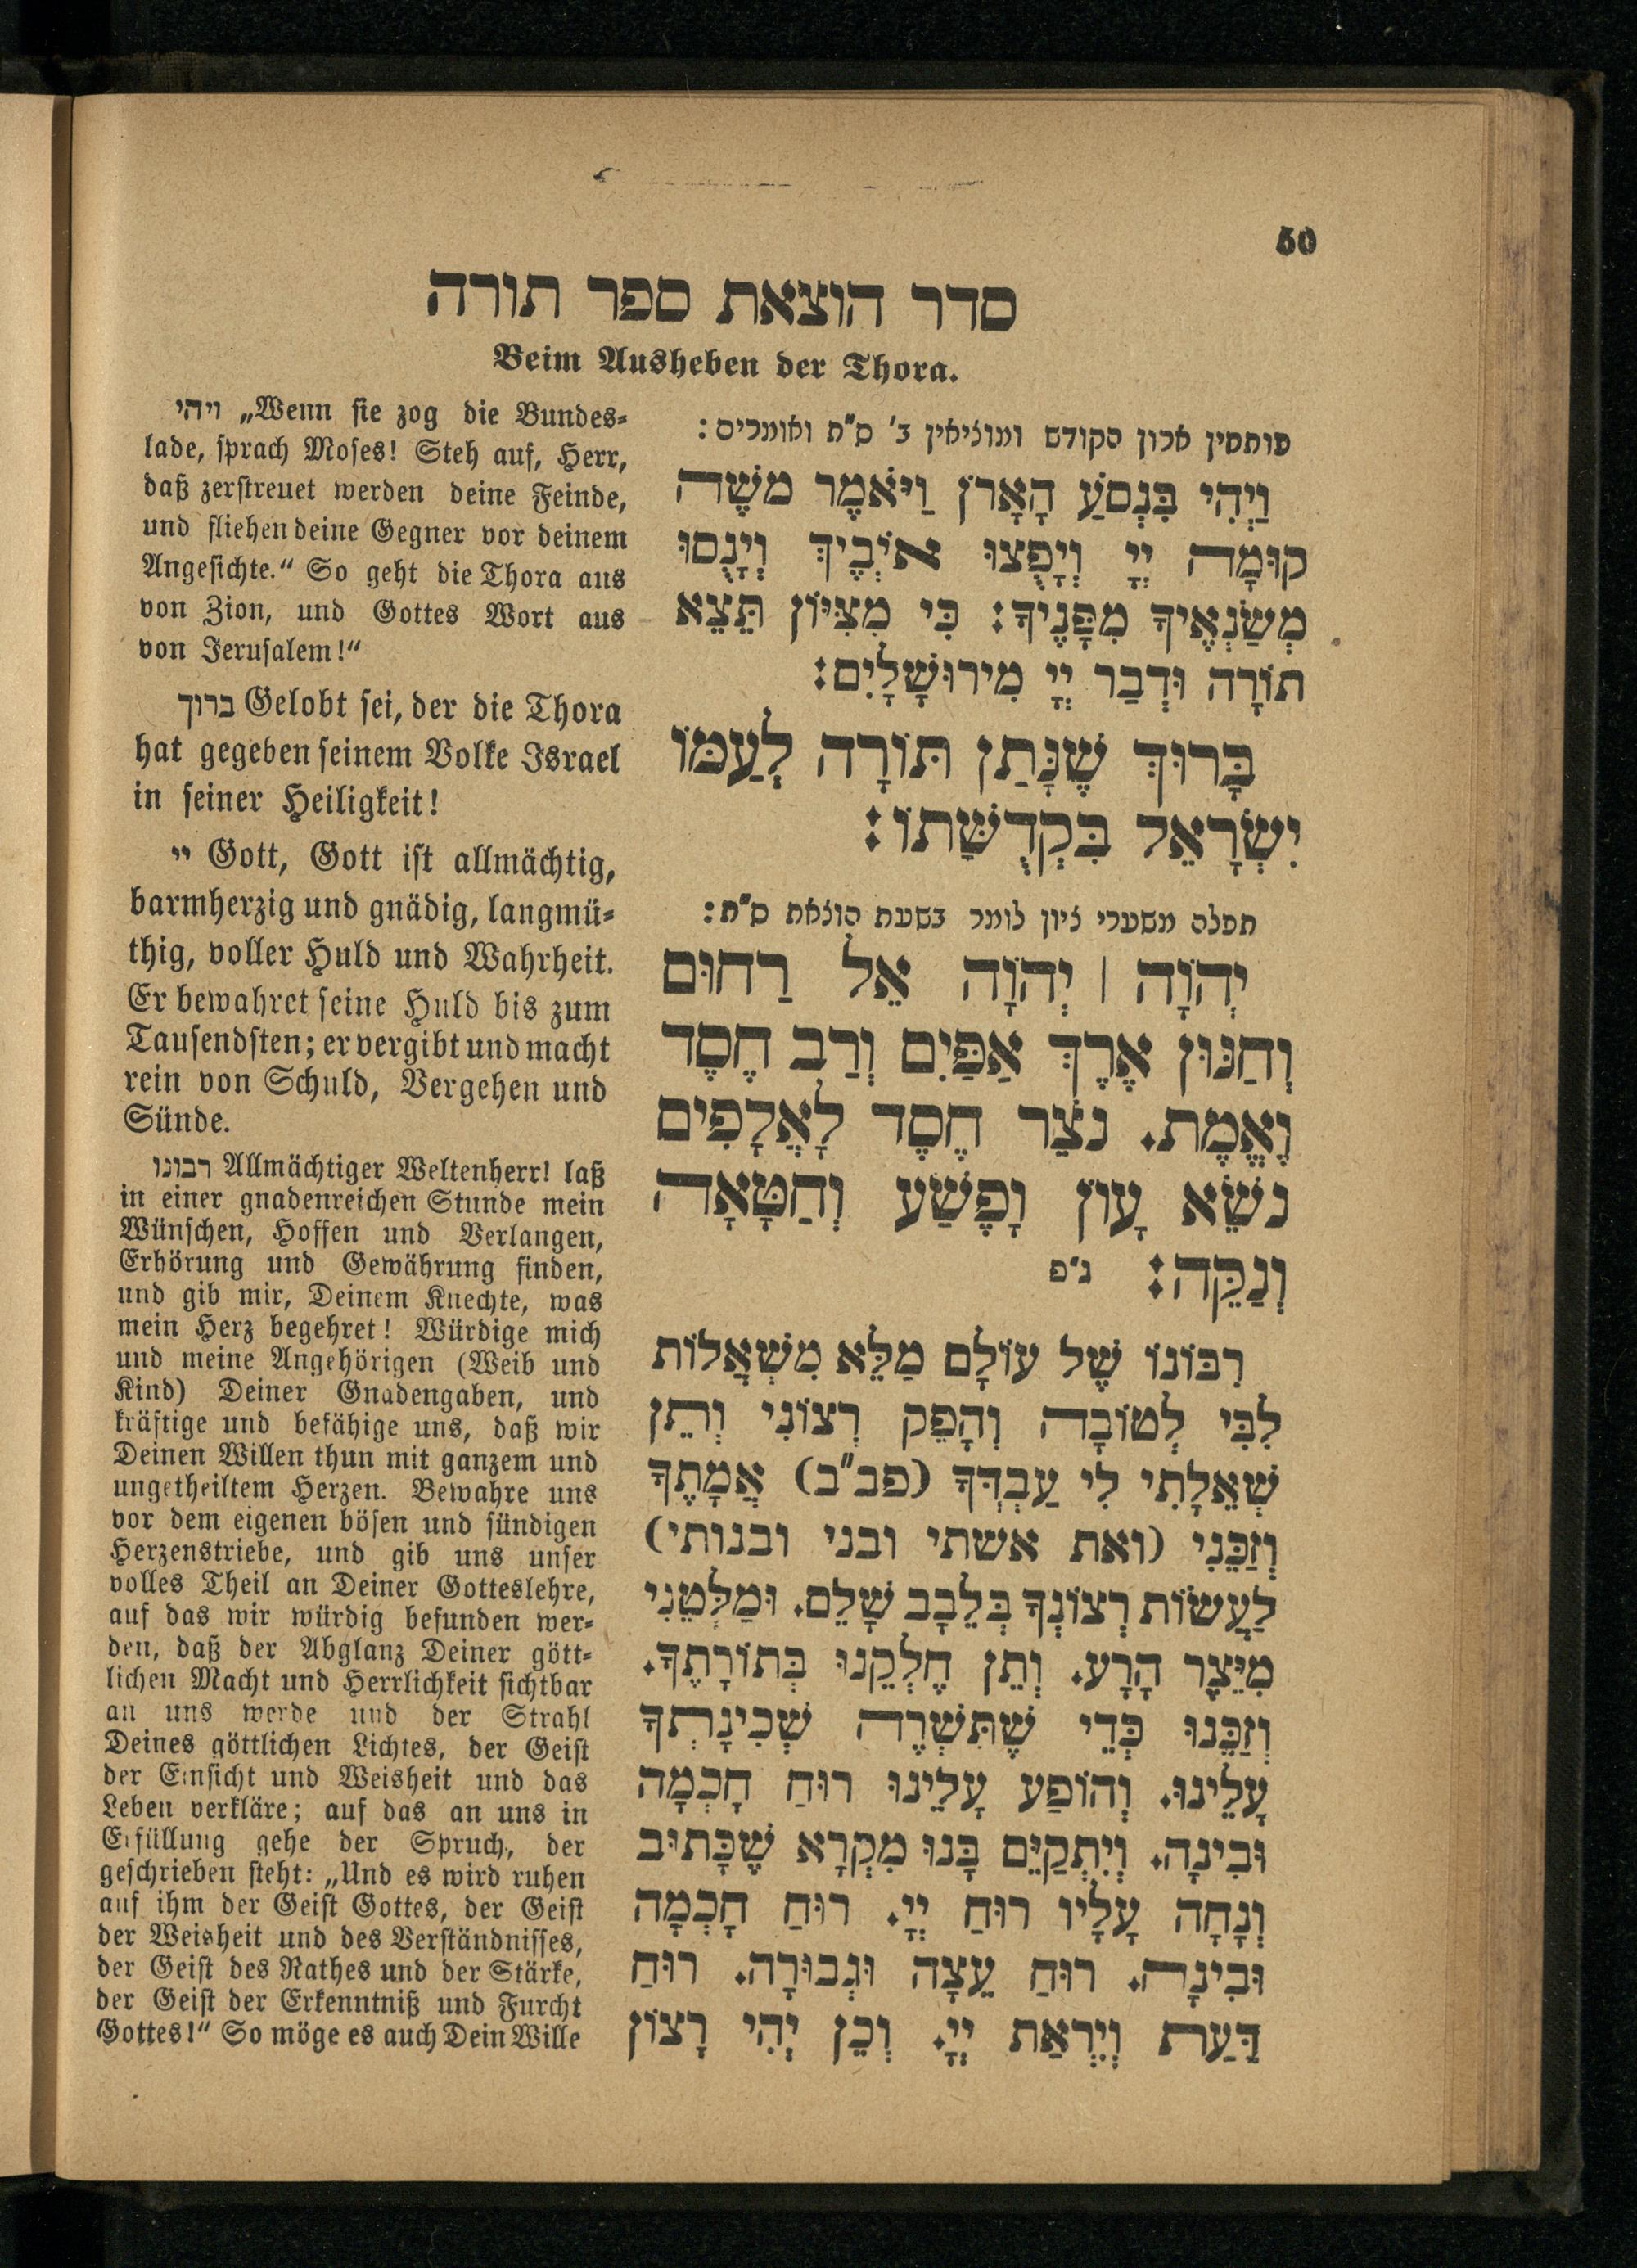 50
סדר הוצאת ספר תורה
Beim Ausheben der Thora.
פותחין ארון הקודש ומוציאין ב' ס"ת ואומרים:
וַיְהִי בִּנְסֹעַ הָאָרֹן וַיֹּאמֶר מֹשֶׁה
קוּמָה יְיָ וְיָפֻצוּ אוֹיְבֶיךָ וְיָנֻסוּ
מְשַׂנְאֶיךָ מִפָּנֶיךָ: כִּי מִצִּיּוֹן תֵּצֵא
תוֹרָה וּדְבַר יְיָ מִירוּשָׁלָיִם:
בָּרוּךְ שֶׁנָּתַן תּוֹרָה לְעַמּוֹ
יִשְׂרָאֵל בִּקְדֻשָּׁתוֹ:
תפלה משערי ציון לומר בשעת הוצאת ס"ת:
יְהֹוָה | יְהֹוָה אֵל רַחוּם
וְחַנּוּן אֶרֶךְ אַפַּיִם וְרַב חֶסֶד
וֶאֱמֶת. נֹצֵר חֶסֶד לָאֲלָפִים
נֹשֵׂא עָוֹן וָפֶשַׁע וְחַטָּאָה
וְנַקֵּה: ג"פ
רִבּוֹנוֹ שֶׁל עוֹלָם מַלֵּא מִשְׁאֲלוֹת
לִבִּי לְטוֹבָה וְהָפֵק רְצוֹנִי וְתֵן
שְׁאֵלָתִי לִי עַבְדְּךָ (פב"ב) אֲמָתֶךָ
וְזַכֵּנִי (ואת אשתי ובני ובנותי)
לַעֲשׂוֹת רְצוֹנְךָ בְּלֵבָב שָׁלֵם. וּמַלְּטֵנִי
מִיֵּצֶר הָרָע. וְתֵן חֶלְקֵנוּ בְּתוֹרָתֶךָ.
וְזַכֵּנוּ כְּדֵי שֶׁתִּשְׁרֶה שְׁכִינָתְךָ
עָלֵינוּ. וְהוֹפַע עָלֵינוּ רוּחַ חָכְמָה
וּבִינָה. וְיִתְקַיֵּם בָּנוּ מִקְרָא שֶׁכָּתוּב
וְנָחָה עָלָיו רוּחַ יְיָ. רוּחַ חָכְמָה
וּבִינָה. רוּחַ עֵצָה וּגְבוּרָה. רוּחַ
דַּעַת וְיִרְאַת יְיָ. וְכֵן יְהִי רָצוֹן
ויהי „Wenn sie zog die Bundes-
lade, sprach Moses! Steh auf, Herr,
daß zerstreuet werden deine Feinde,
und fliehen deine Gegner vor deinem
Angesichte.“ So geht die Thora aus
von Zion, und Gottes Wort aus
von Jerusalem!“
ברוך Gelobt sei, der die Thora
hat gegeben seinem Volke Israel
in seiner Heiligkeit!
יי Gott, Gott ist allmächtig,
barmherzig und gnädig, langmü-
thig, voller Huld und Wahrheit.
Er bewahret seine Huld bis zum
Tausendsten; er vergibt und macht
rein von Schuld, Vergehen und
Sünde.
רבונו Allmächtiger Weltenherr! laß
in einer gnadenreichen Stunde mein
Wünschen, Hoffen und Verlangen,
Erhörung und Gewährung finden,
und gib mir, Deinem Knechte, was
mein Herz begehret! Würdige mich
und meine Angehörigen (Weib und
Kind) Deiner Gnadengaben, und
kräftige und befähige uns, daß wir
Deinen Willen thun mit ganzem und
ungetheiltem Herzen. Bewahre uns
vor dem eigenen bösen und sündigen
Herzenstriebe, und gib uns unser
volles Theil an Deiner Gotteslehre,
auf das wir würdig befunden wer-
den, daß der Abglanz Deiner gött-
lichen Macht und Herrlichkeit sichtbar
an uns werde und der Strahl
Deines göttlichen Lichtes, der Geist
der Einsicht und Weisheit und das
Leben verkläre; auf das an uns in
Erfüllung gehe der Spruch, der
geschrieben steht: „Und es wird ruhen
auf ihm der Geist Gottes, der Geist
der Weisheit und des Verständnisses,
der Geist des Rathes und der Stärke,
der Geist der Erkenntniß und Furcht
Gottes!“ So möge es auch Dein Wille